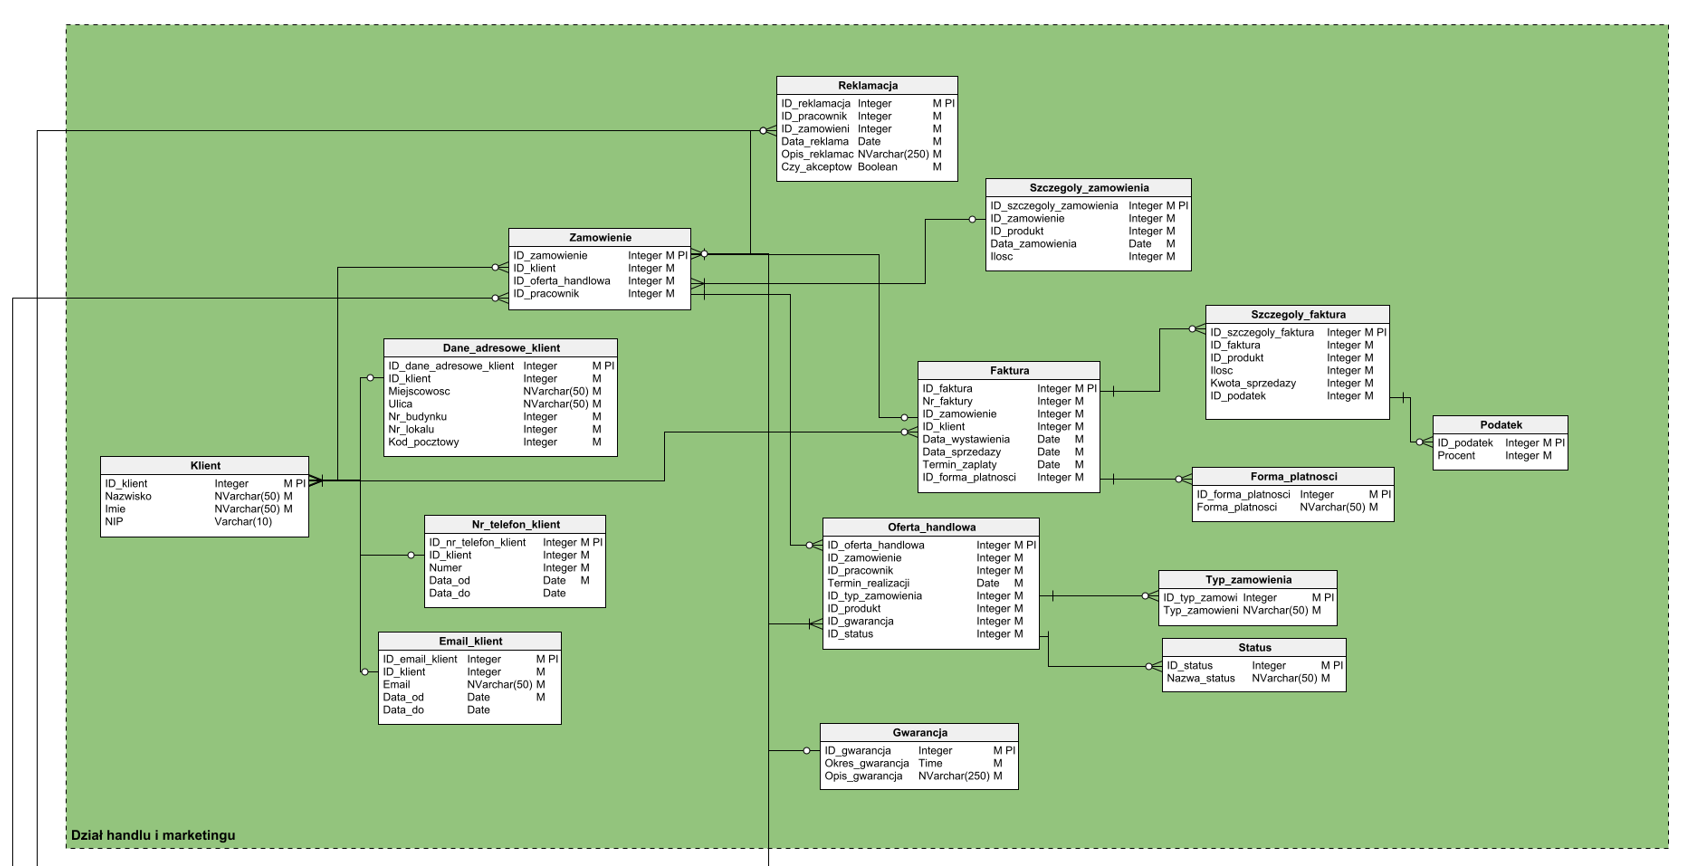 Reklamacja
ID_reklamacja Integer M PI
ID_pracownik Integer M
ID_zamowieni Integer M
Data_reklama Date M
Opis_reklamac NVarchar(250) M
Czy_akceptow Boolean M
Szczegoly_zamowienia
ID_szczegoly_zamowienia Integer M PI
ID_zamowienie Integer M
ID_produkt Integer M
Data_zamowienia Date M
Ilosc Integer M
Zamowienie
ID_zamowienie Integer M PI
ID_klient Integer M
ID_oferta_handlowa Integer M
ID_pracownik Integer M
Szczegoly_faktura
ID_szczegoly_faktura Integer M PI
ID_faktura Integer M
ID_produkt Integer M
Ilosc Integer M
Kwota_sprzedazy Integer M
ID_podatek Integer M
Dane_adresowe_klient
ID_dane_adresowe_klient Integer M PI
ID_klient Integer M
Miejscowosc NVarchar(50) M
Ulica NVarchar(50) M
Nr_budynku Integer M
Nr_lokalu Integer M
Kod_pocztowy Integer M
Faktura
ID_faktura Integer M PI
Nr_faktury Integer M
ID_zamowienie Integer M
ID_klient Integer M
Data_wystawienia Date M
Data_sprzedazy Date M
Termin_zaplaty Date M
ID_forma_platnosci Integer M
Podatek
ID_podatek Integer M PI
Procent Integer M
Klient
ID_klient Integer M PI
Nazwisko NVarchar(50) M
Imie NVarchar(50) M
NIP Varchar(10)
Forma_platnosci
ID_forma_platnosci Integer M PI
Forma_platnosci NVarchar(50) M
Nr_telefon_klient
ID_nr_telefon_klient Integer M PI
ID_klient Integer M
Numer Integer M
Data_od Date M
Data_do Date
Oferta_handlowa
ID_oferta_handlowa Integer M PI
ID_zamowienie Integer M
ID_pracownik Integer M
Termin_realizacji Date M
ID_typ_zamowienia Integer M
ID_produkt Integer M
ID_gwarancja Integer M
ID_status Integer M
Typ_zamowienia
ID_typ_zamowi Integer M PI
Typ_zamowieni NVarchar(50) M
Email_klient
ID_email_klient Integer M PI
ID_klient Integer M
Email NVarchar(50) M
Data_od Date M
Data_do Date
Status
ID_status Integer M PI
Nazwa_status NVarchar(50) M
Gwarancja
ID_gwarancja Integer M PI
Okres_gwarancja Time M
Opis_gwarancja NVarchar(250) M
Dział handlu i marketingu